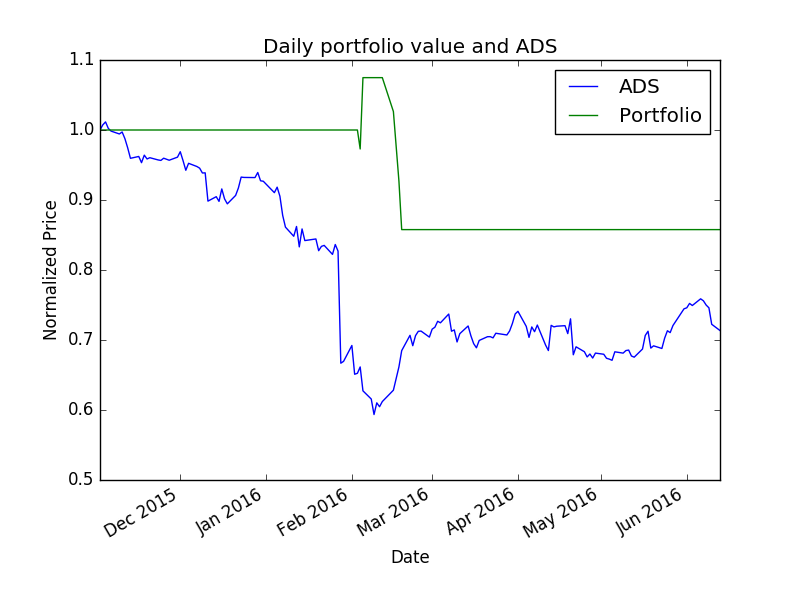 Daily portfolio value and ADS
1.1
1.0
0.9
0.8
0.7
0.6
0.5
Normalized Price
ADS
Portfolio
Dec 2015
Jan 2016
Feb 2016
Mar 2016
Apr 2016
May 2016
Jun 2016
Date